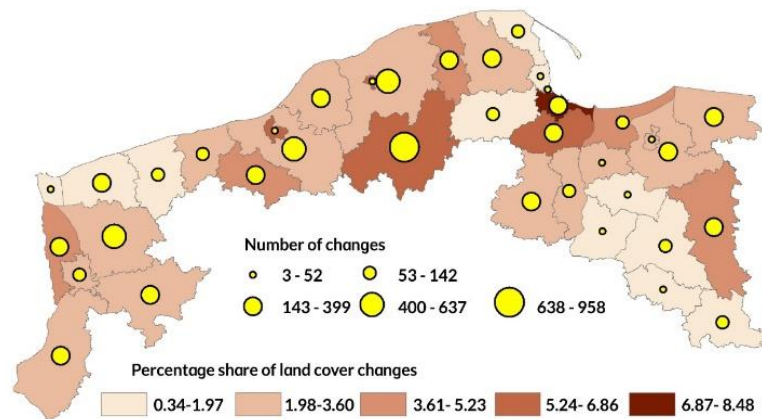 Number of changes
3 - 52 53 - 142
143 - 399 400 - 637 638 - 958
Percentage share of land cover changes
0.34-1.97 1.98-3.60 3.61- 5.23 5.24- 6.86 6.87- 8.48